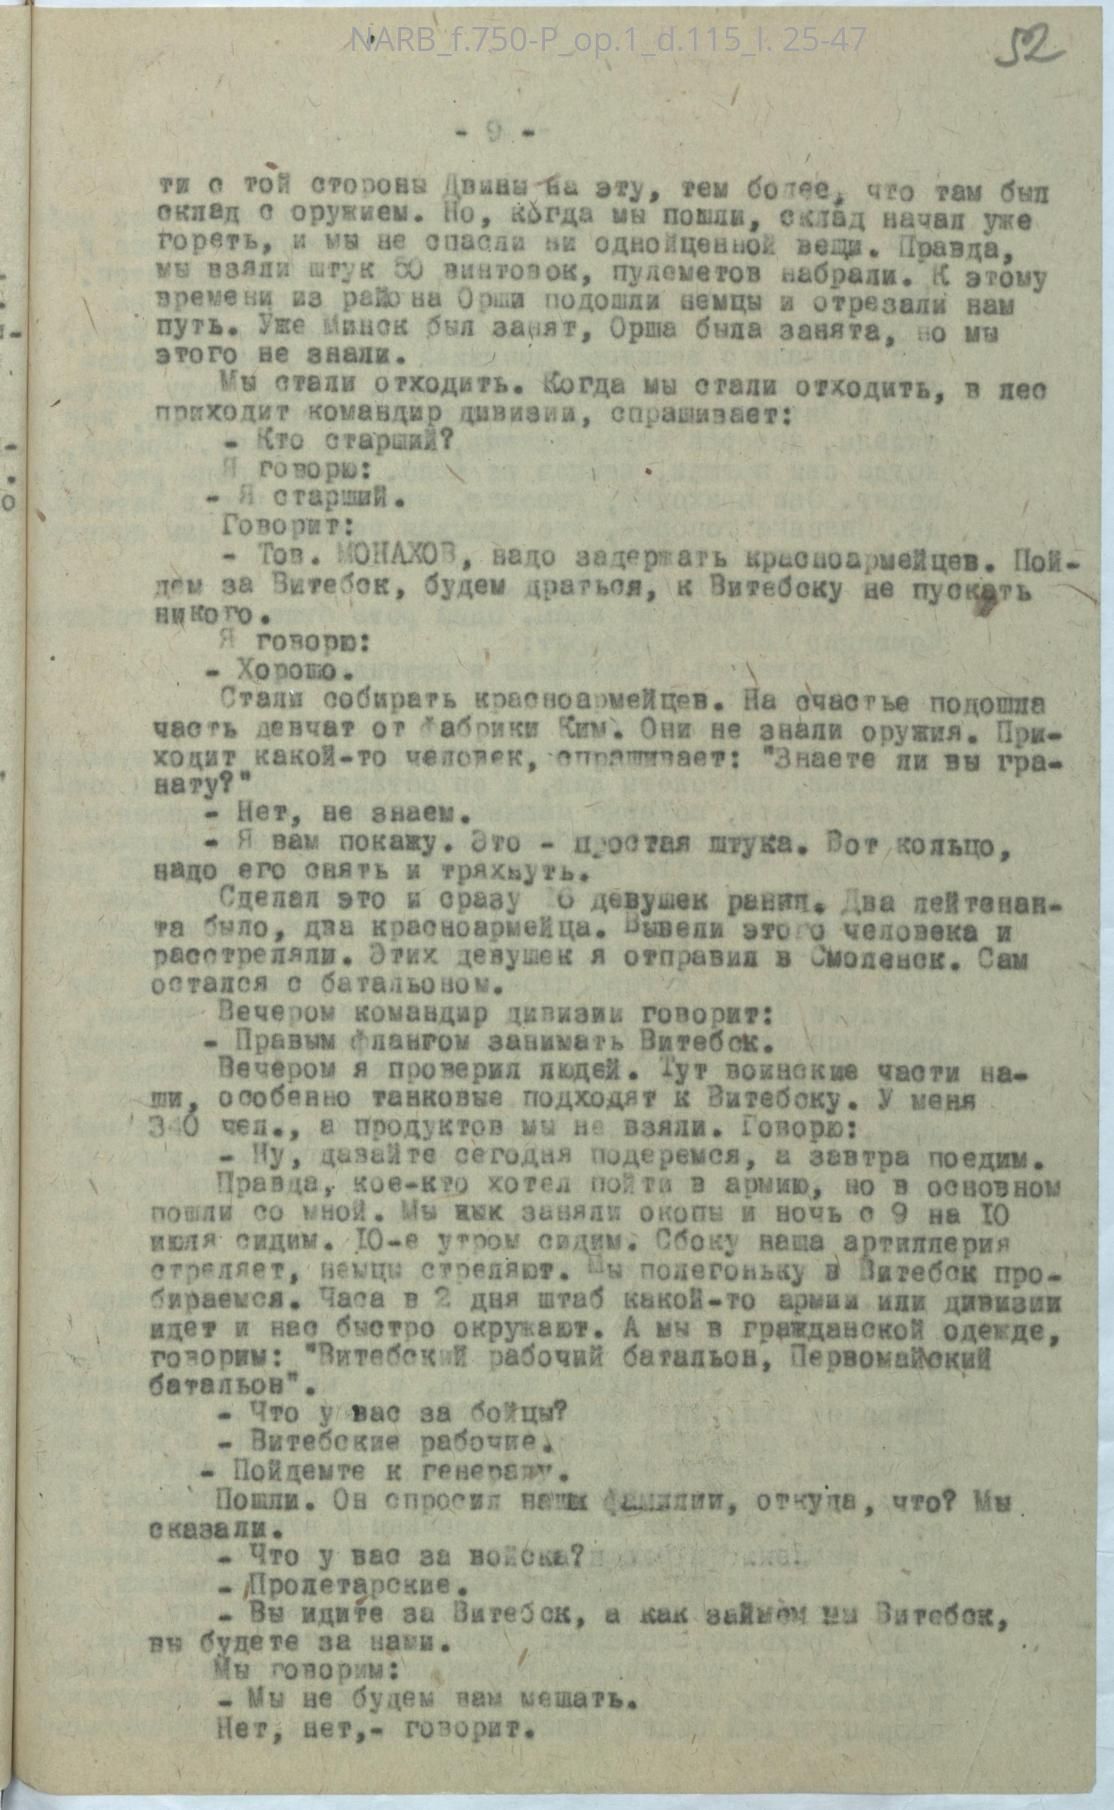 NARB_f.750-P_op.1_d.115_l. 25-47
52
- 9 -
ти с той стороны Двины на эту, тем более, что там был
склад с оружием. Но, когда мы пошли, склад начал уже
гореть, и мы не спасли ни однойценной вещи. Правда,
мы взяли штук 50 винтовок, пулеметов набрали. К этому
времени из района Орши подошли немцы и отрезали нам
путь. Уже Минск был занят, Орша была занята, но мы
этого не знали.
Мы стали отходить. Когда мы стали отходить, в лес
приходит командир дивизии, спрашивает:
- Кто старший?
Я говорю:
- Я старший.
Говорит:
- Тов. МОНАХОВ, надо задержать красноармейцев. Пой-
дем за Витебск, будем драться, к Витебску не пускать
никого.
Я говорю:
- Хорошо.
Стали собирать красноармейцев. На счастье подошла
часть девчат от фабрики Ким. Они не знали оружия. При-
ходит какой-то человек, спрашивает: "Знаете ли вы гра-
нату?"
- Нет, не знаем.
- Я вам покажу. Это - простая штука. Вот кольцо,
надо его снять и тряхнуть.
Сделал это и сразу 16 девушек ранил. Два лейтенан-
та было, два красноармейца. Вывели этого человека и
расстреляли. Этих девушек я отправил в Смоленск. Сам
остался с батальоном.
Вечером командир дивизии говорит:
- Правым флангом занимать Витебск.
Вечером я проверил людей. Тут воинские части на-
ши, особенно танковые подходят к Витебску. У меня
340 чел., а продуктов мы не взяли. Говорю:
- Ну, давайте сегодня подеремся, а завтра поедим.
Правда, кое-кто хотел пойти в армию, но в основном
пошли со мной. Мы заняли окопы и ночь с 9 на 10
июля сидим. 10-е утром сидим. Сбоку наша артиллерия
стреляет, немцы стреляют. Мы полегоньку в Витебск про-
бираемся. Часа в 2 дня штаб какой-то армии или дивизии
идет и нас быстро окружают. А мы в гражданской одежде,
говорим: "Витебский рабочий батальон, Первомайский
батальон".
- Что у вас за бойцы?
- Витебские рабочие.
- Пойдемте к генералу.
Пошли. Он спросил наши фамилии, откуда, что? Мы
сказали.
- Что у вас за войска?
- Пролетарские.
- Вы идите за Витебск, а как займем мы Витебск,
вы будете за нами.
Мы говорим:
- Мы не будем вам мешать.
Нет, нет,- говорит.